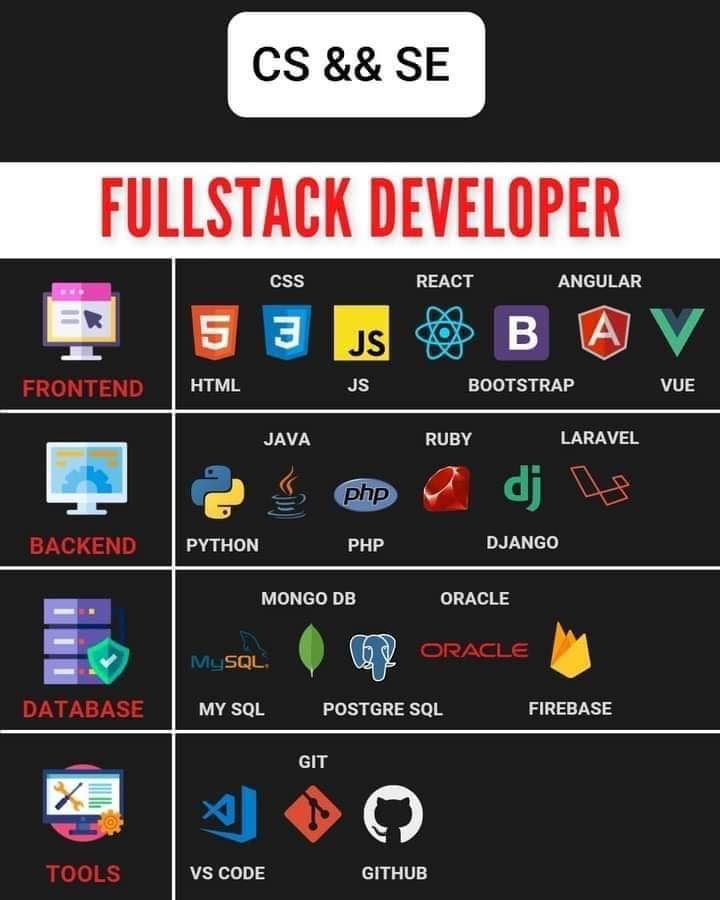 CS && SE
FULLSTACK DEVELOPER
CSS REACT ANGULAR
5 3 JS B A
FRONTEND HTML JS BOOTSTRAP VUE
JAVA RUBY LARAVEL
php dj
BACKEND PYTHON PHP DJANGO
MONGO DB ORACLE
MySQL ORACLE
DATABASE MY SQL POSTGRE SQL FIREBASE
GIT
TOOLS VS CODE GITHUB